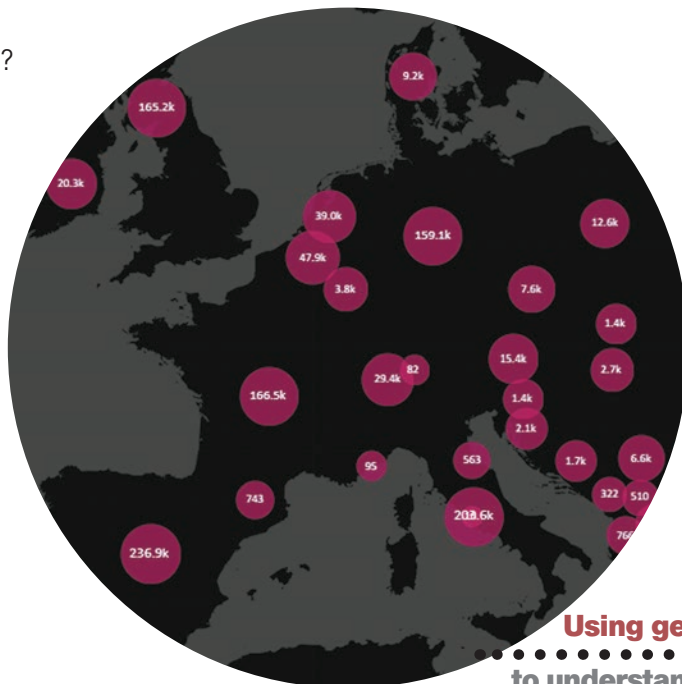 ?
9.2k
165.2k
20.3k
39.0k
12.6k
159.1k
47.9k
3.8k
7.6k
1.4k
15.4k
2.7k
82
29.4k
166.5k
1.4k
2.1k
563
1.7k
6.6k
95
743
322
510
236.9k
Using ge
to understan